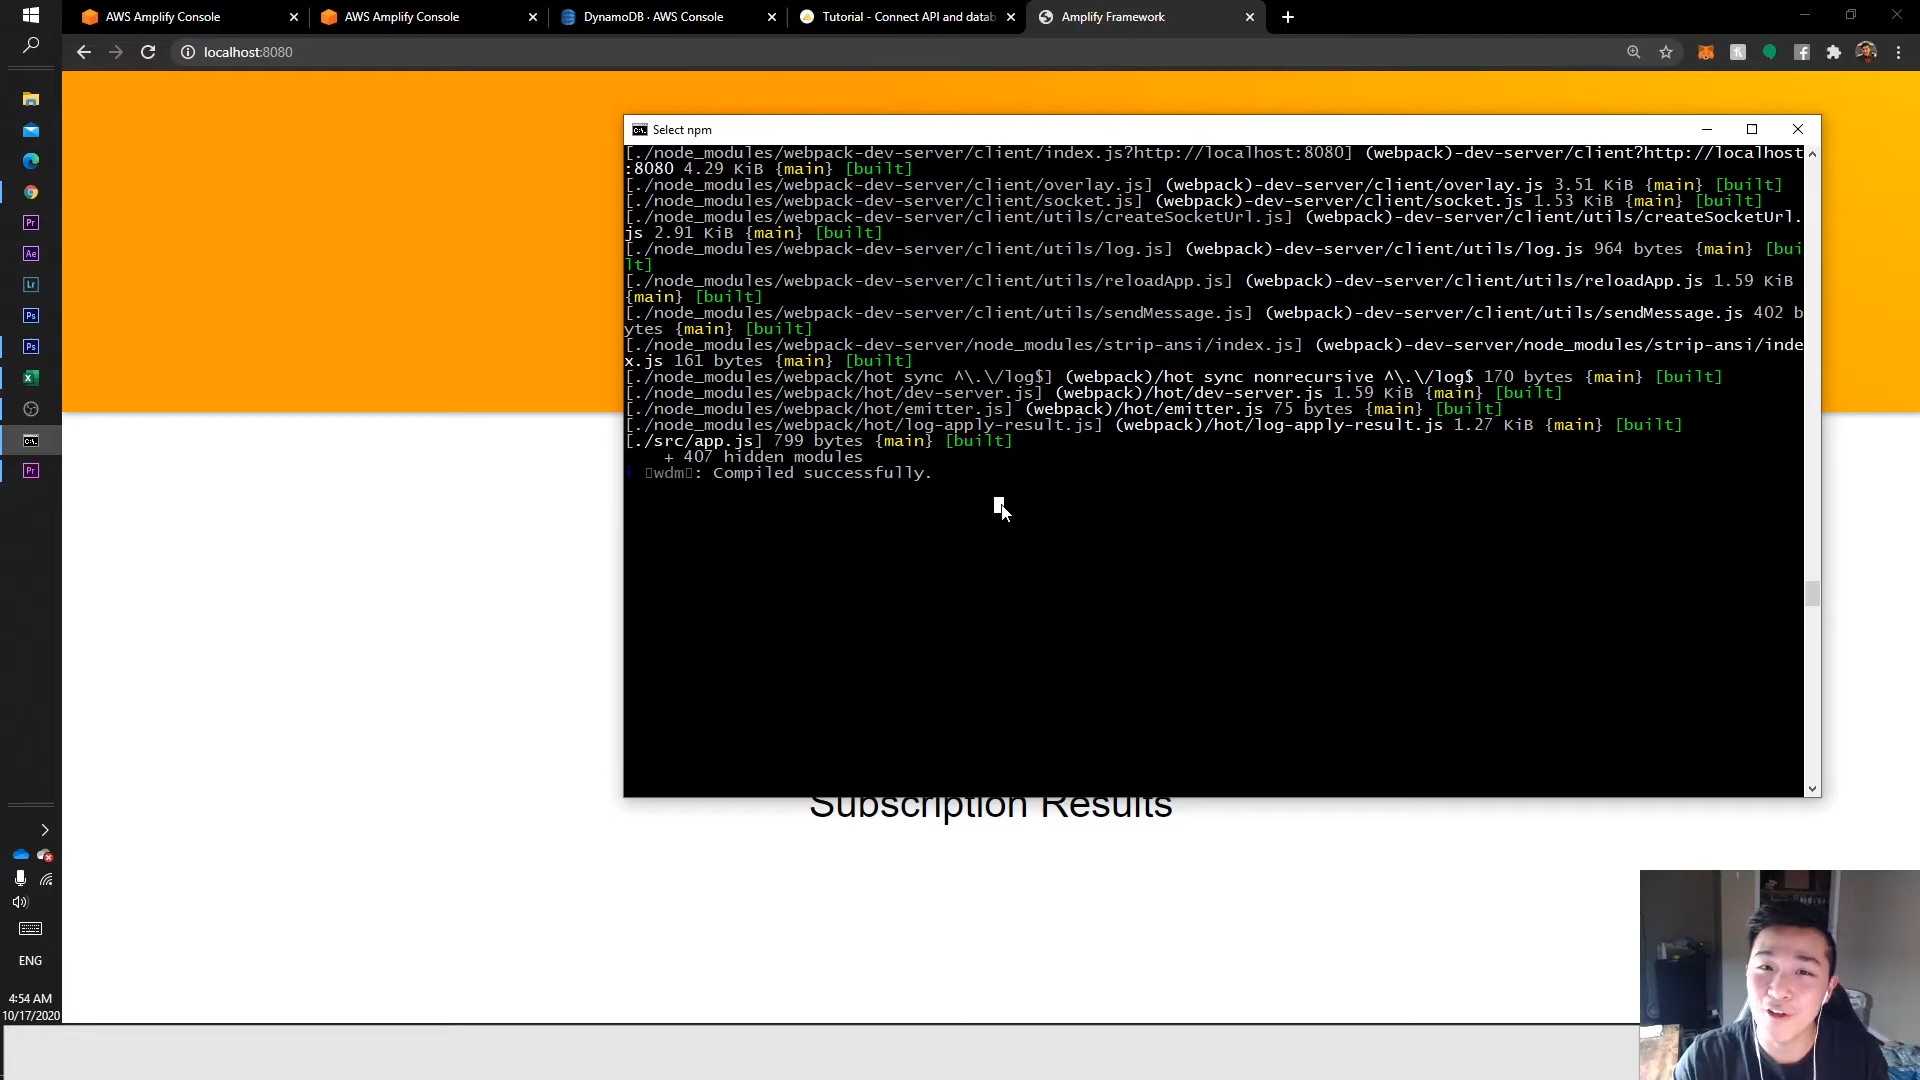 AWS Amplify Console
AWS Amplify Console
DynamoDB · AWS Console
Tutorial - Connect API and datab
Amplify Framework
localhost:8080
Select npm
[./node_modules/webpack-dev-server/client/index.js?http://localhost:8080] (webpack)-dev-server/client?http://localhost
:8080 4.29 KiB {main} [built]
[./node_modules/webpack-dev-server/client/overlay.js] (webpack)-dev-server/client/overlay.js 3.51 KiB {main} [built]
[./node_modules/webpack-dev-server/client/socket.js] (webpack)-dev-server/client/socket.js 1.53 KiB {main} [built]
[./node_modules/webpack-dev-server/client/utils/createSocketUrl.js] (webpack)-dev-server/client/utils/createSocketUrl.
js 2.91 KiB {main} [built]
[./node_modules/webpack-dev-server/client/utils/log.js] (webpack)-dev-server/client/utils/log.js 964 bytes {main} [bui
lt]
[./node_modules/webpack-dev-server/client/utils/reloadApp.js] (webpack)-dev-server/client/utils/reloadApp.js 1.59 KiB
{main} [built]
[./node_modules/webpack-dev-server/client/utils/sendMessage.js] (webpack)-dev-server/client/utils/sendMessage.js 402 b
ytes {main} [built]
[./node_modules/webpack-dev-server/node_modules/strip-ansi/index.js] (webpack)-dev-server/node_modules/strip-ansi/inde
x.js 161 bytes {main} [built]
[./node_modules/webpack/hot sync ^\.\/log$] (webpack)/hot sync nonrecursive ^\.\/log$ 170 bytes {main} [built]
[./node_modules/webpack/hot/dev-server.js] (webpack)/hot/dev-server.js 1.59 KiB {main} [built]
[./node_modules/webpack/hot/emitter.js] (webpack)/hot/emitter.js 75 bytes {main} [built]
[./node_modules/webpack/hot/log-apply-result.js] (webpack)/hot/log-apply-result.js 1.27 KiB {main} [built]
[./src/app.js] 799 bytes {main} [built]
+ 407 hidden modules
i ｢wdm｣: Compiled successfully.
Subscription Results
Pr
Ae
Lr
Ps
Ps
Pr
ENG
4:54 AM
10/17/2020